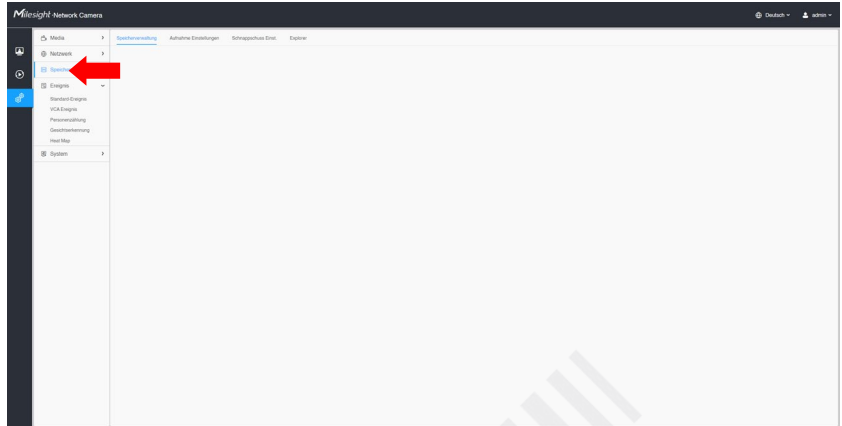 Milesight Network Camera
Deutsch
admin
Media
Netzwerk
Ereignis
Standard-Ereignis
VCA Ereignis
Personenzählung
Gesichtserkennung
Heat Map
System
Speicherverwaltung
Aufnahme Einstellungen
Schnappschuss Einst.
Explorer